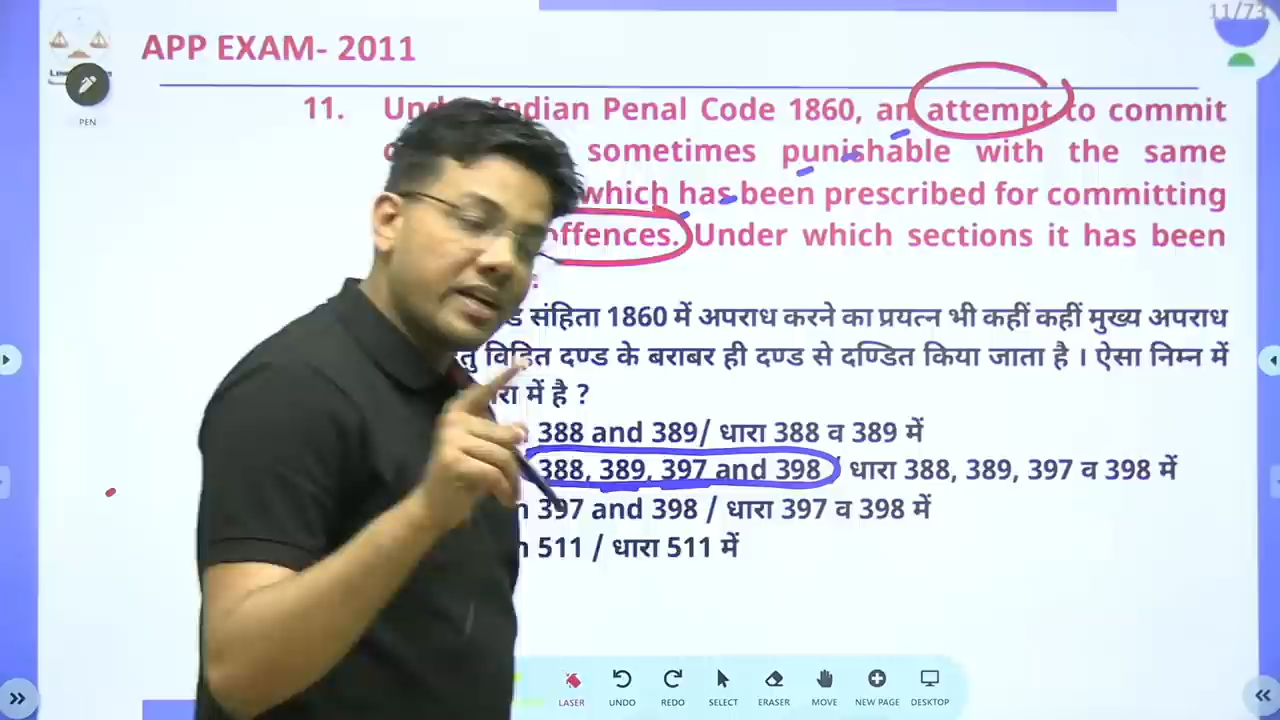 11/73
APP EXAM- 2011
PEN
11. Indian Penal Code 1860, an attempt to commit
sometimes punishable with the same
which has been prescribed for committing
offences. Under which sections it has been
संहिता 1860 में अपराध करने का प्रयत्न भी कहीं कहीं मुख्य अपराध
विहित दण्ड के बराबर ही दण्ड से दण्डित किया जाता है । ऐसा निम्न में
में है ?
388 and 389/ धारा 388 व 389 में
388, 389, 397 and 398 / धारा 388, 389, 397 व 398 में
397 and 398 / धारा 397 व 398 में
511 / धारा 511 में
LASER UNDO REDO SELECT ERASER MOVE NEW PAGE DESKTOP